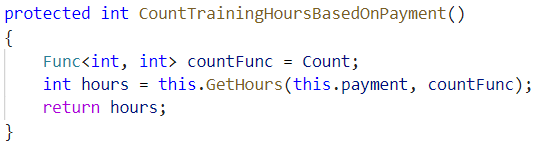 protected int CountTrainingHoursBasedOnPayment()
{
    Func<int, int> countFunc = Count;
    int hours = this.GetHours(this.payment, countFunc);
    return hours;
}